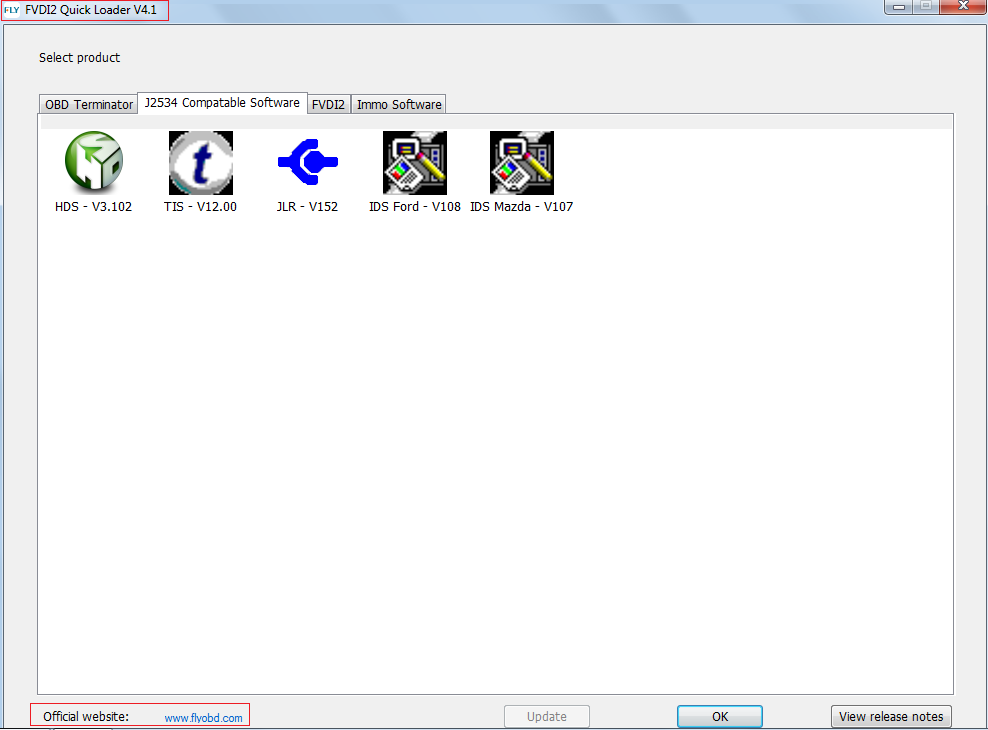 FLY FVDI2 Quick Loader V4.1
Select product
OBD Terminator J2534 Compatable Software FVDI2 Immo Software
t
HDS - V3.102 TIS - V12.00 JLR - V152 IDS Ford - V108 IDS Mazda - V107
Official website: www.flyobd.com Update OK View release notes